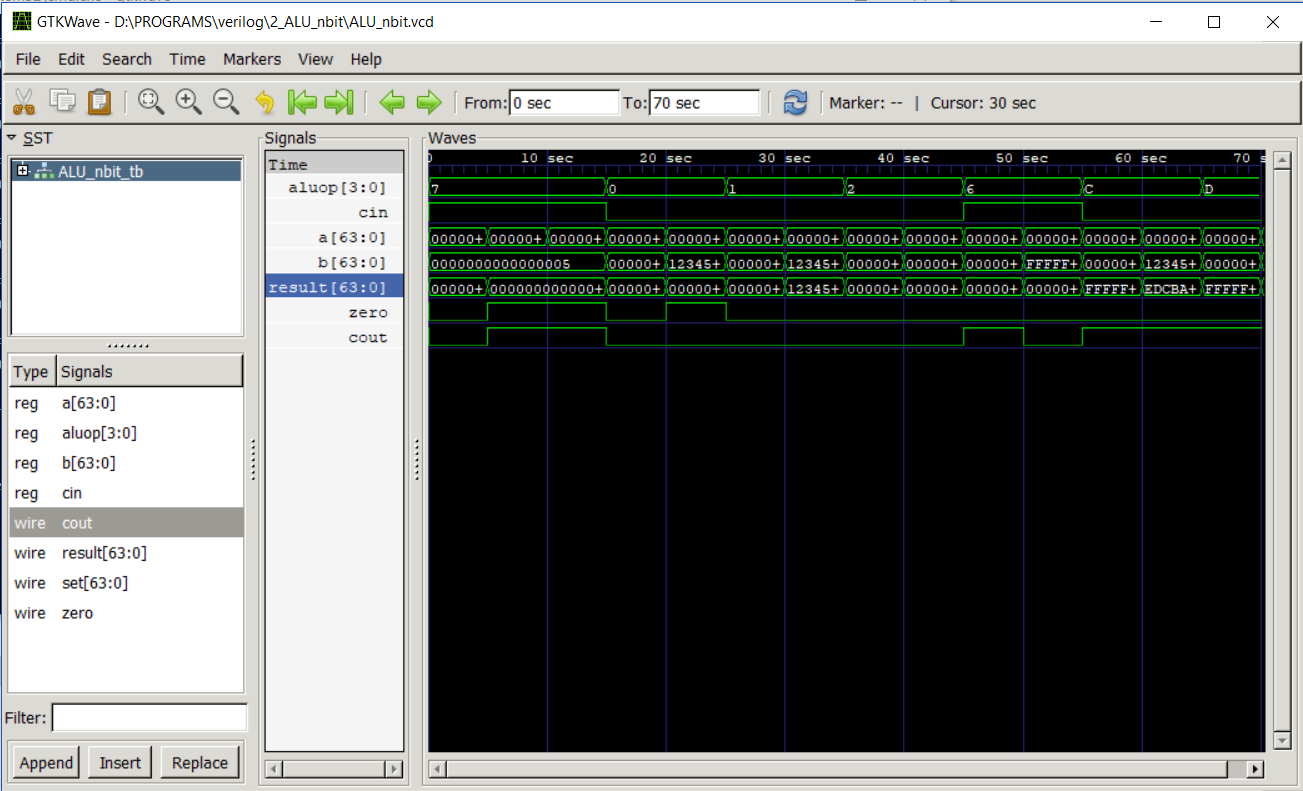 GTKWave - D:\PROGRAMS\verilog\2_ALU_nbit\ALU_nbit.vcd
File Edit Search Time Markers View Help
From: 0 sec To: 70 sec Marker: -- | Cursor: 30 sec
SST
ALU_nbit_tb
Type Signals
reg a[63:0]
reg aluop[3:0]
reg b[63:0]
reg cin
wire cout
wire result[63:0]
wire set[63:0]
wire zero
Filter:
Append Insert Replace
Signals
Time
aluop[3:0]
cin
a[63:0]
b[63:0]
result[63:0]
zero
cout
Waves
10 sec 20 sec 30 sec 40 sec 50 sec 60 sec 70 s
7 0 1 2 6 C D
00000+ 00000+ 00000+ 00000+ 00000+ 00000+ 00000+ 00000+ 00000+ 00000+ 00000+ 00000+ 00000+ 00000+
0000000000000005 00000+ 12345+ 00000+ 12345+ 00000+ 00000+ 00000+ FFFFF+ 00000+ 12345+ 00000+
00000+ 000000000000+ 00000+ 00000+ 00000+ 12345+ 00000+ 00000+ 00000+ 00000+ FFFFF+ EDCBA+ FFFFF+